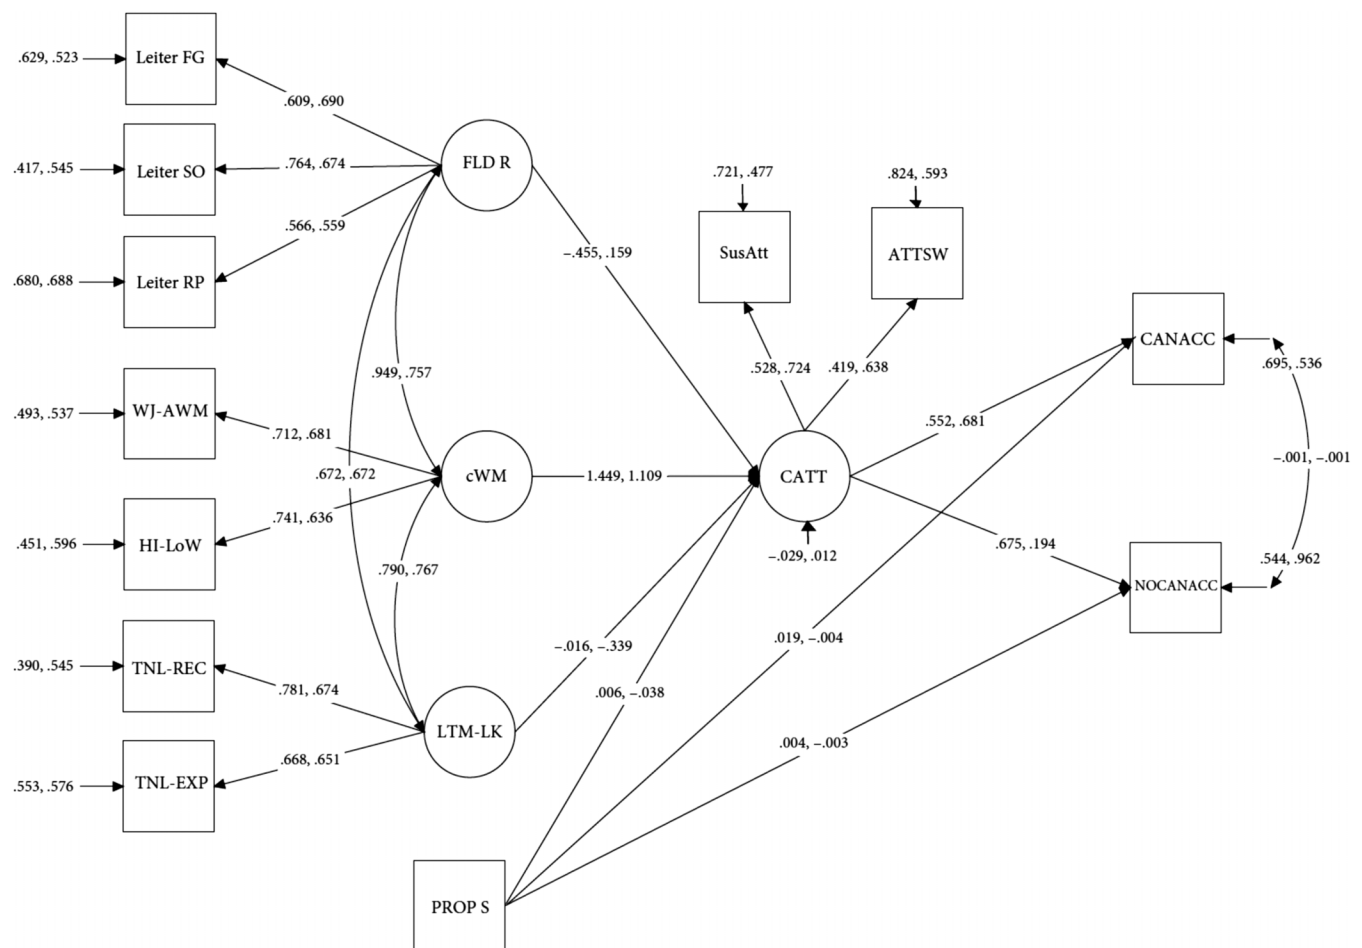 .629, .523
Leiter FG
.609, .690
.417, .545
Leiter SO
.764, .674
FLD R
.721, .477
.824, .593
.566, .559
.680, .688
Leiter RP
–.455, .159
SusAtt
ATTSW
CANACC
.695, .536
.949, .757
.528, .724
.419, .638
.493, .537
WJ-AWM
.712, .681
.552, .681
.672, .672
cWM
1.449, 1.109
CATT
–.001, –.001
.741, .636
.451, .596
HI-LoW
.675, .194
–.029, .012
.544, .962
.790, .767
NOCANACC
.019, –.004
–.016, –.339
.390, .545
TNL-REC
.781, .674
.006, –.038
LTM-LK
.004, –.003
.668, .651
.553, .576
TNL-EXP
PROP S